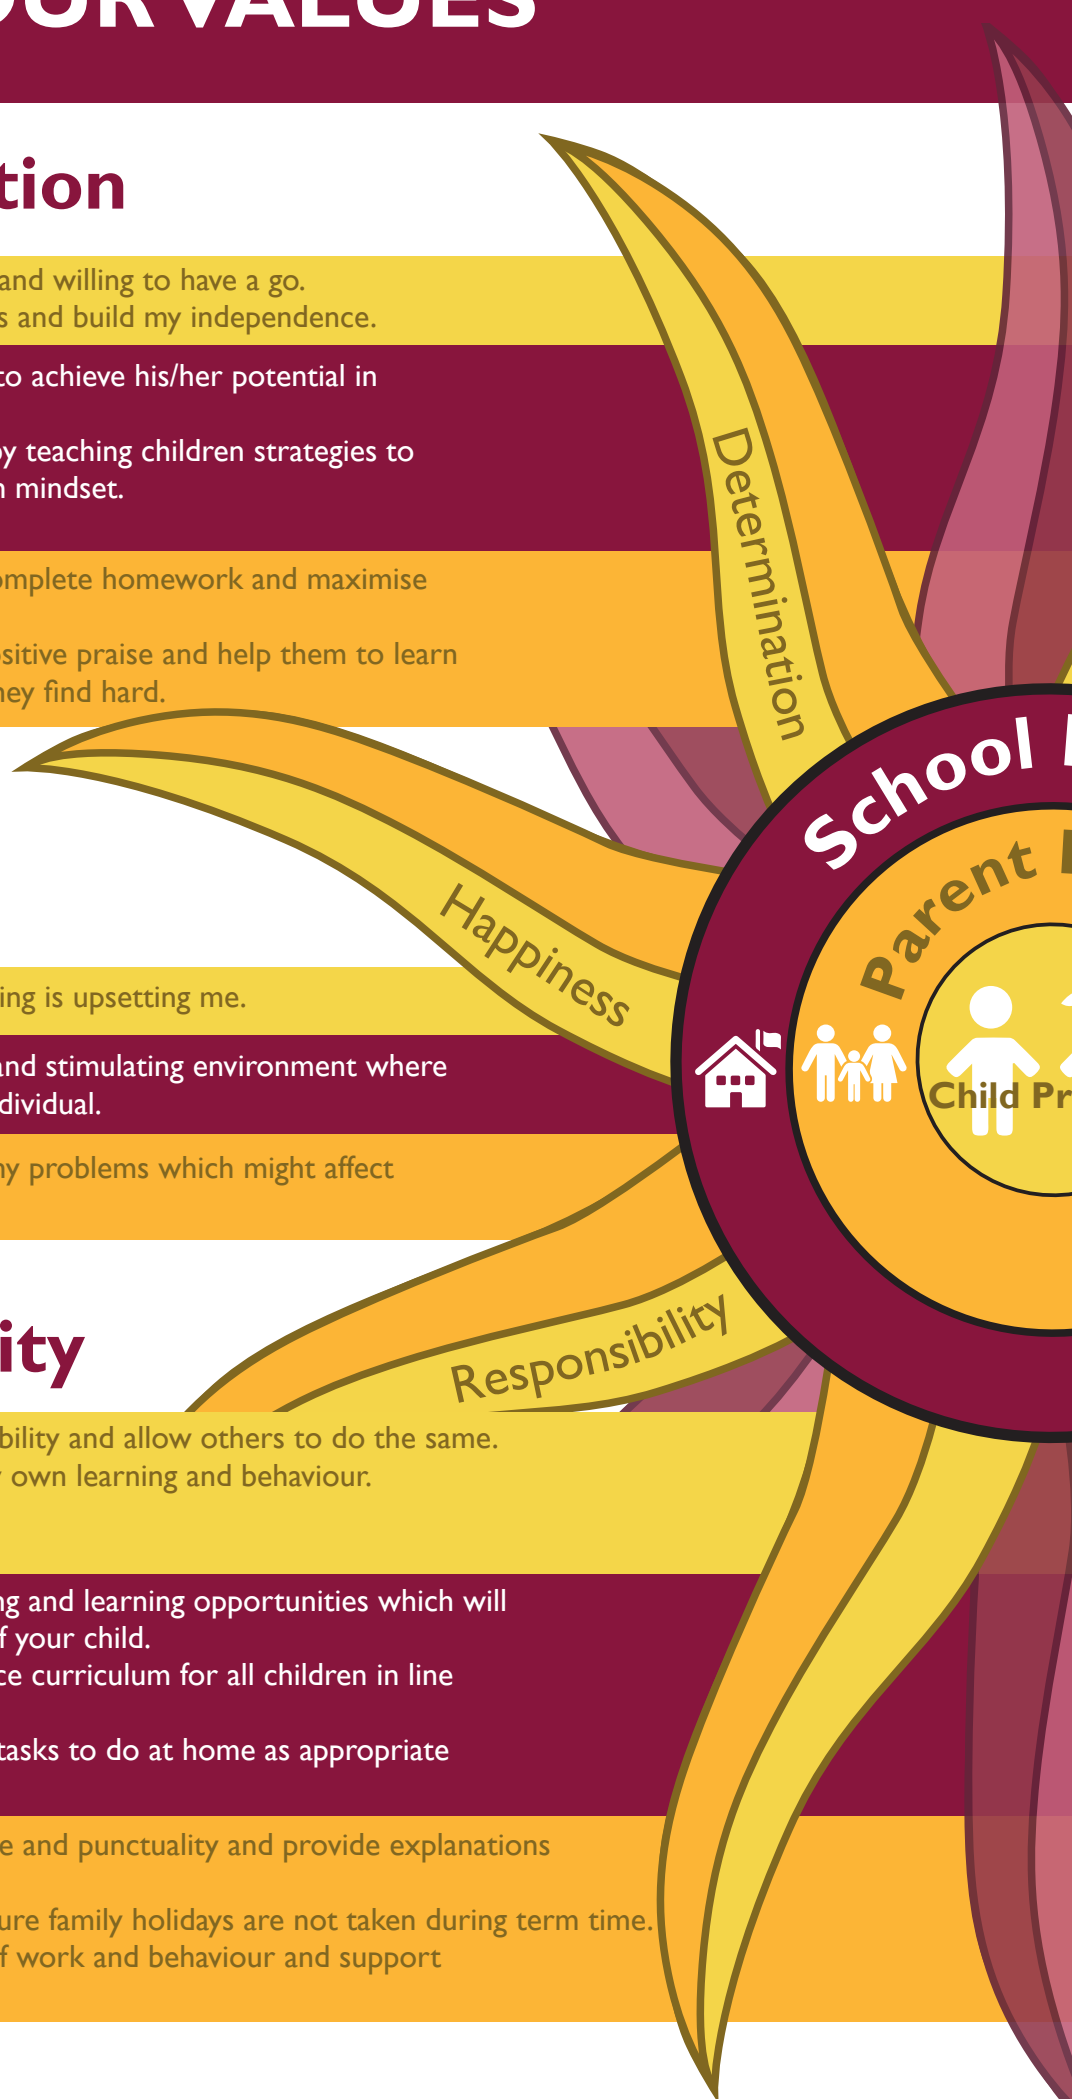 OUR VALUES
tion
and willing to have a go.
s and build my independence.
to achieve his/her potential in
by teaching children strategies to
n mindset.
omplete homework and maximise
sitive praise and help them to learn
hey find hard.
Determination
School
Parent
Happiness
ing is upsetting me.
and stimulating environment where
dividual.
Child Pr
ny problems which might affect
Responsibility
ity
bility and allow others to do the same.
own learning and behaviour.
ng and learning opportunities which will
f your child.
ce curriculum for all children in line
tasks to do at home as appropriate
e and punctuality and provide explanations
ure family holidays are not taken during term time.
f work and behaviour and support